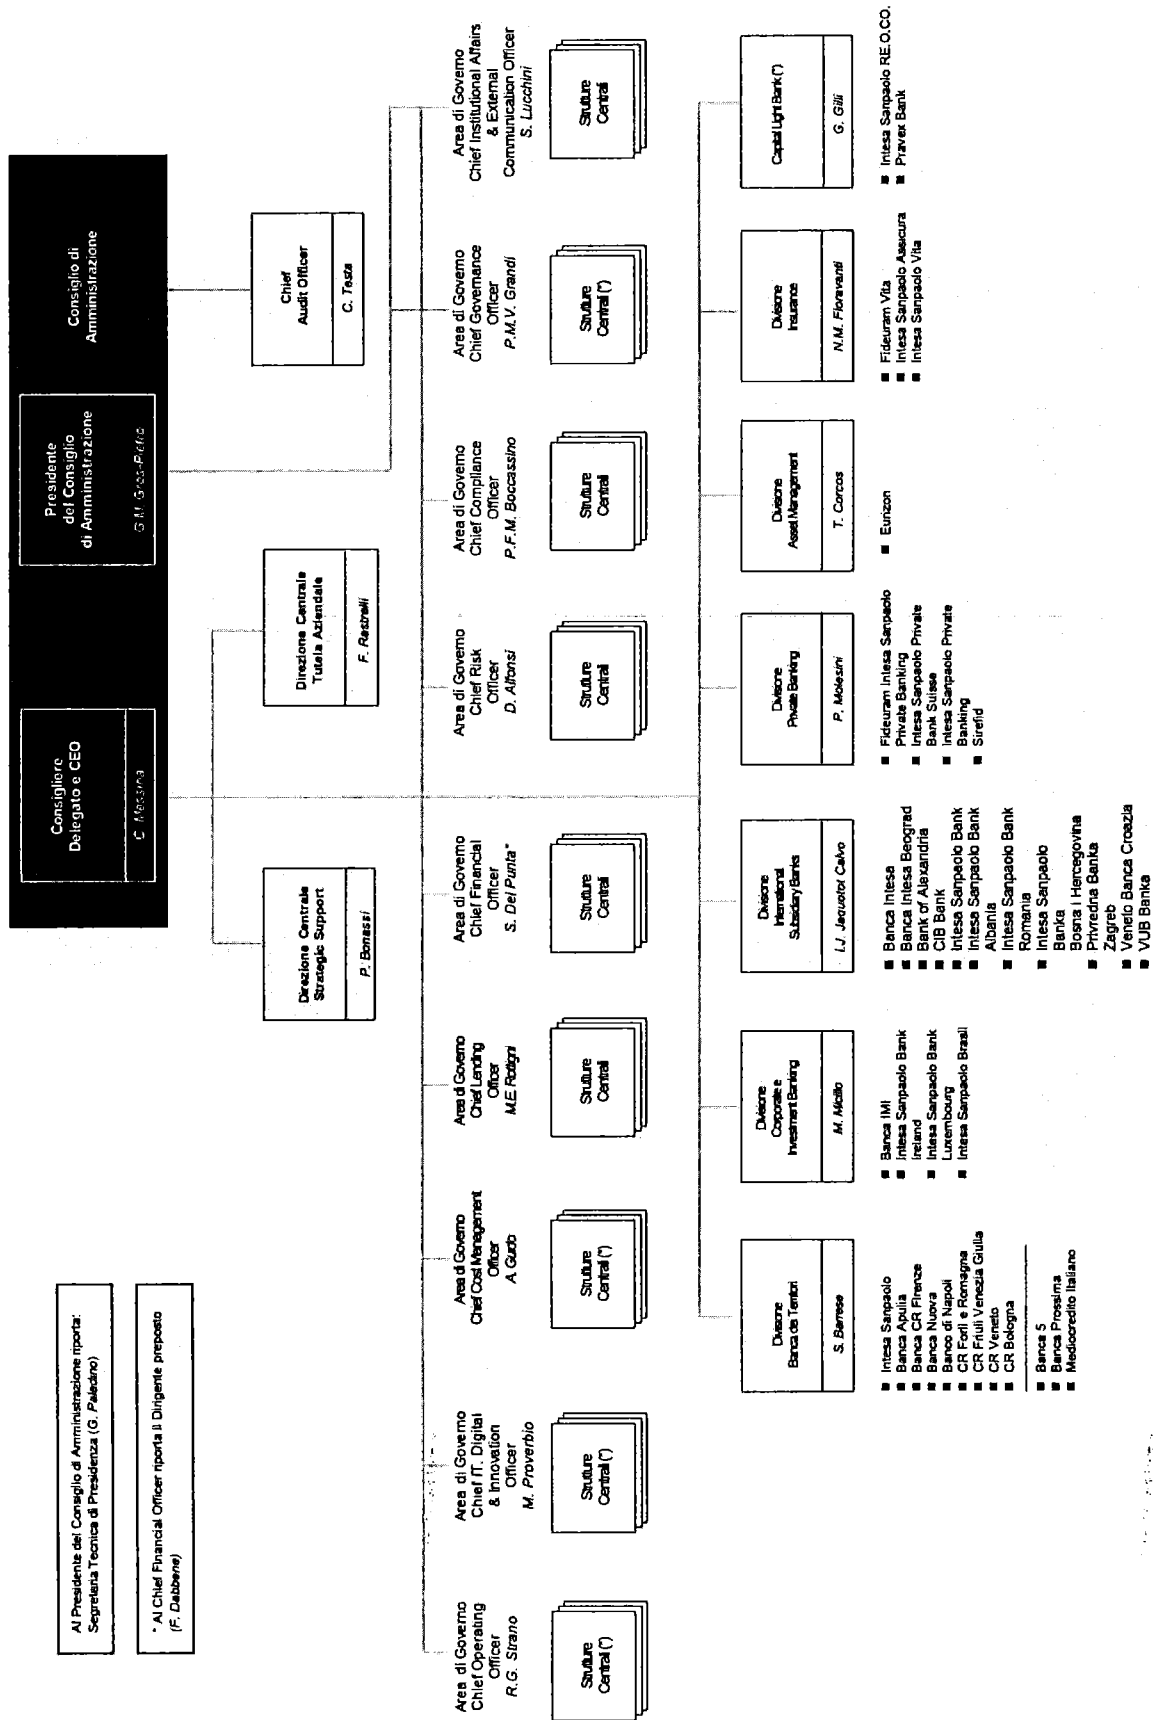 Al Presidente del Consiglio di Amministrazione riporta:
Segretaria Tecnica di Presidenza (G. Paladino)
* Al Chief Financial Officer riporta il Dirigente preposto
(F. Dabbene)
Consigliere
Delegato e CEO
C. Messina
Presidente
del Consiglio
di Amministrazione
G.M. Gros-Pietro
Consiglio di
Amministrazione
Direzione Centrale
Strategic Support
P. Bonassi
Direzione Centrale
Tutela Aziendale
F. Rastrelli
Chief
Audit Officer
C. Testa
Area di Governo
Chief Operating
Officer
R.G. Strano
Strutture
Centrali (*)
Area di Governo
Chief IT, Digital
& Innovation
Officer
M. Proverbio
Strutture
Centrali (*)
Area di Governo
Chief Cost Management
Officer
A. Guido
Strutture
Centrali (*)
Area di Governo
Chief Lending
Officer
M.E. Rottigni
Strutture
Centrali
Area di Governo
Chief Financial
Officer
S. Del Punta*
Strutture
Centrali
Area di Governo
Chief Risk
Officer
D. Alfonsi
Strutture
Centrali
Area di Governo
Chief Compliance
Officer
P.F.M. Boccassino
Strutture
Centrali
Area di Governo
Chief Governance
Officer
P.M.V. Grandi
Strutture
Centrali (*)
Area di Governo
Chief Institutional Affairs
& External
Communication Officer
S. Lucchini
Strutture
Centrali
Divisione
Banca dei Territori
S. Barrese
■ Intesa Sanpaolo
■ Banca Apulia
■ Banca CR Firenze
■ Banca Nuova
■ Banco di Napoli
■ CR Forlì e Romagna
■ CR Friuli Venezia Giulia
■ CR Veneto
■ CR Bologna
■ Banca 5
■ Banca Prossima
■ Mediocredito Italiano
Divisione
Corporate e
Investment Banking
M. Micillo
■ Banca IMI
■ Intesa Sanpaolo Bank
Ireland
■ Intesa Sanpaolo Bank
Luxembourg
■ Intesa Sanpaolo Brasil
Divisione
International
Subsidiary Banks
I.J. Jaquotot Calvo
■ Banca Intesa
■ Banca Intesa Beograd
■ Bank of Alexandria
■ CIB Bank
■ Intesa Sanpaolo Bank
■ Intesa Sanpaolo Bank
Albania
■ Intesa Sanpaolo Bank
Romania
■ Intesa Sanpaolo
Banka
Bosna i Hercegovina
■ Privredna Banka
Zagreb
■ Veneto Banca Croazia
■ VUB Banka
Divisione
Private Banking
P. Molesini
■ Fideuram Intesa Sanpaolo
Private Banking
■ Intesa Sanpaolo Private
Bank Suisse
■ Intesa Sanpaolo Private
Banking
■ Sirefid
Divisione
Asset Management
T. Corcos
■ Eurizon
Divisione
Insurance
N.M. Fioravanti
■ Fideuram Vita
■ Intesa Sanpaolo Assicura
■ Intesa Sanpaolo Vita
Capital Light Bank (*)
G. Gilli
■ Intesa Sanpaolo RE.O.CO.
■ Pravex Bank